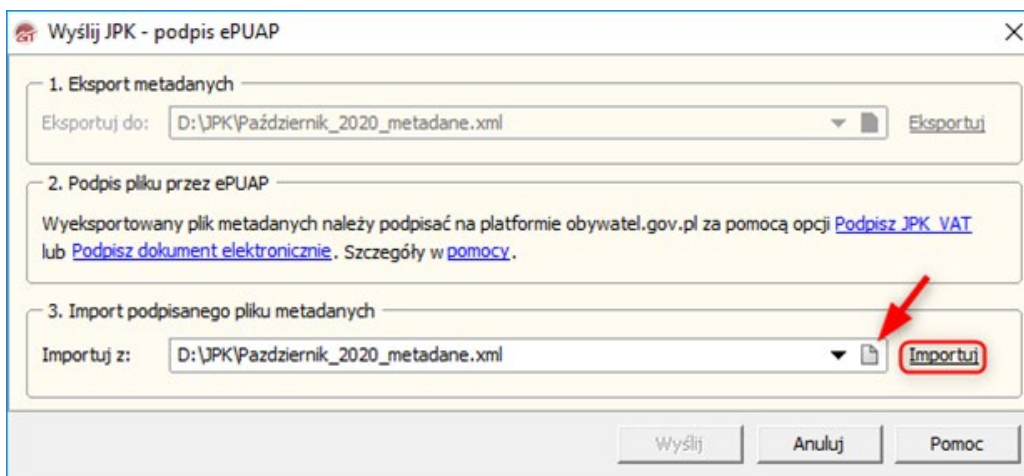 Wyślij JPK - podpis ePUAP
1. Eksport metadanych
Eksportuj do: D:\JPK\Październik_2020_metadane.xml Eksportuj
2. Podpis pliku przez ePUAP
Wyeksportowany plik metadanych należy podpisać na platformie obywatel.gov.pl za pomocą opcji Podpisz JPK_VAT
lub Podpisz dokument elektronicznie. Szczegóły w pomocy.
3. Import podpisanego pliku metadanych
Importuj z: D:\JPK\Pazdziernik_2020_metadane.xml Importuj
Wyślij Anuluj Pomoc